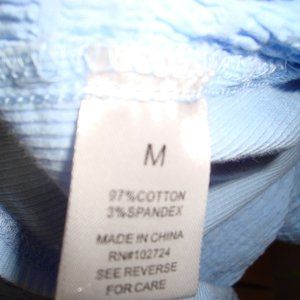 M
97%COTTON
3%SPANDEX
MADE IN CHINA
RN#102724
SEE REVERSE
FOR CARE